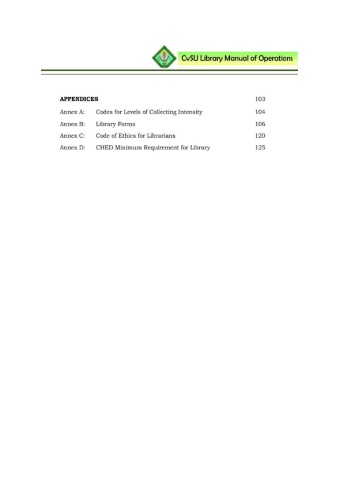 CvSU Library Manual of Operations
APPENDICES 103
Annex A: Codes for Levels of Collecting Intensity 104
Annex B: Library Forms 106
Annex C: Code of Ethics for Librarians 120
Annex D: CHED Minimum Requirement for Library 125